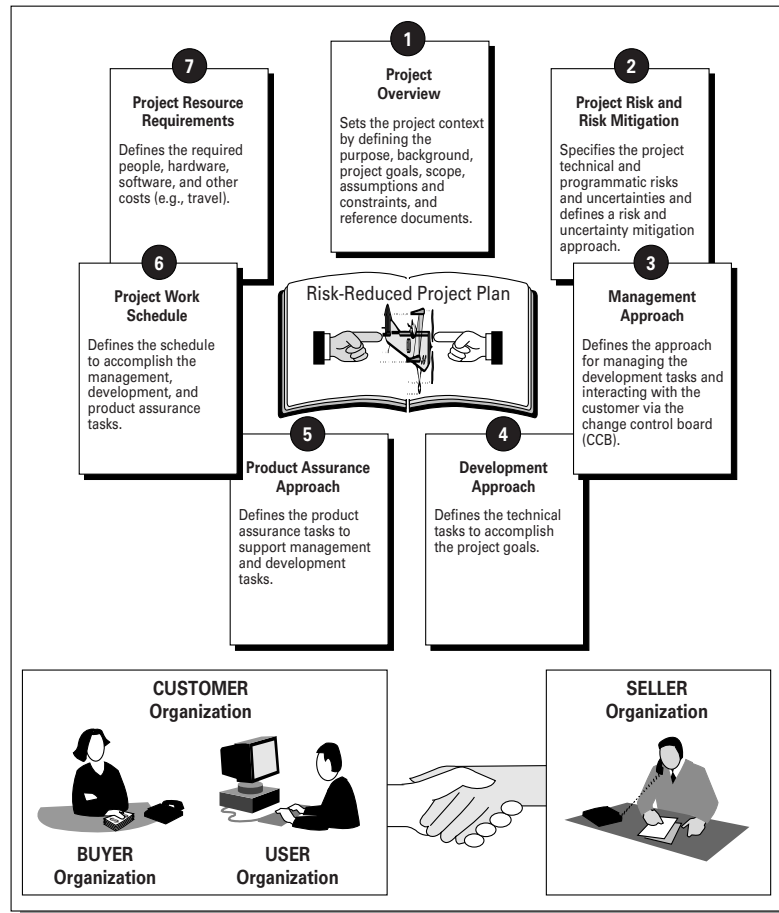 1
Project
Overview
Sets the project context
by defining the
purpose, background,
project goals, scope,
assumptions and
constraints, and
reference documents.
2
Project Risk and
Risk Mitigation
Specifies the project
technical and
programmatic risks
and uncertainties and
defines a risk and
uncertainty mitigation
approach.
3
Management
Approach
Defines the approach
for managing the
development tasks and
interacting with the
customer via the
change control board
(CCB).
4
Development
Approach
Defines the technical
tasks to accomplish
the project goals.
5
Product Assurance
Approach
Defines the product
assurance tasks to
support management
and development
tasks.
6
Project Work
Schedule
Defines the schedule
to accomplish the
management,
development, and
product assurance
tasks.
7
Project Resource
Requirements
Defines the required
people, hardware,
software, and other
costs (e.g., travel).
Risk-Reduced Project Plan
CUSTOMER
Organization
BUYER
Organization
USER
Organization
SELLER
Organization